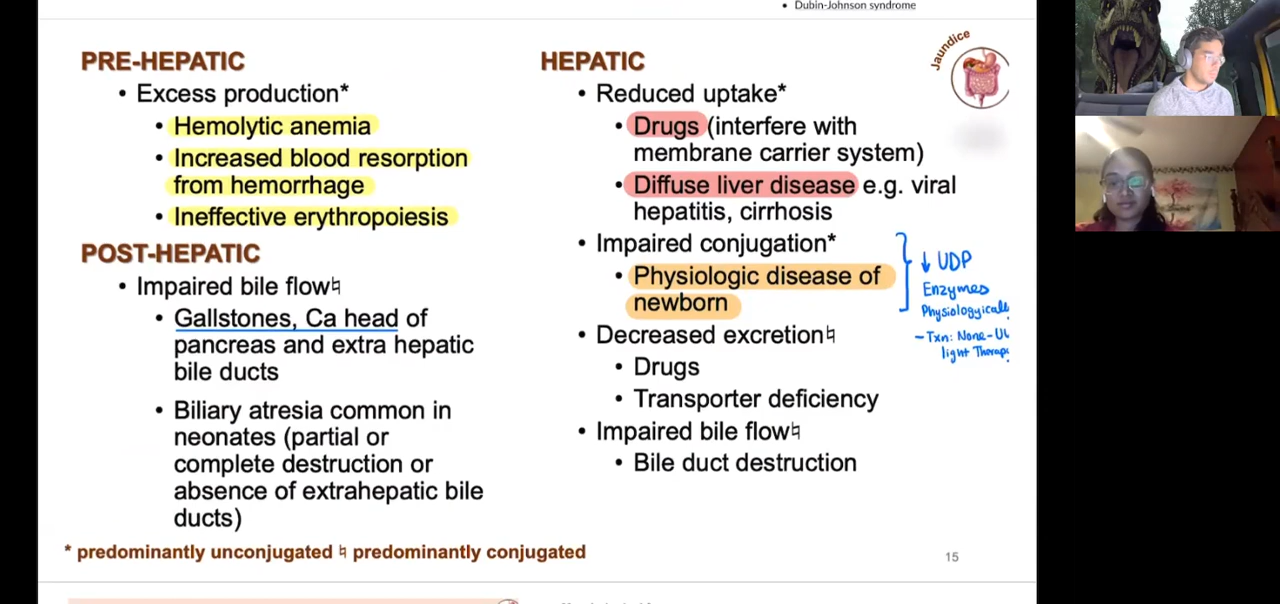 • Dubin-Johnson syndrome
PRE-HEPATIC
• Excess production*
• Hemolytic anemia
• Increased blood resorption
from hemorrhage
• Ineffective erythropoiesis
POST-HEPATIC
• Impaired bile flow♮
• Gallstones, Ca head of
pancreas and extra hepatic
bile ducts
• Biliary atresia common in
neonates (partial or
complete destruction or
absence of extrahepatic bile
ducts)
HEPATIC
• Reduced uptake*
• Drugs (interfere with
membrane carrier system)
• Diffuse liver disease e.g. viral
hepatitis, cirrhosis
• Impaired conjugation*
• Physiologic disease of
newborn
• Decreased excretion♮
• Drugs
• Transporter deficiency
• Impaired bile flow♮
• Bile duct destruction
Jaundice
↓ UDP
Enzymes
- Txn: None-UV
light
* predominantly unconjugated ♮ predominantly conjugated
15